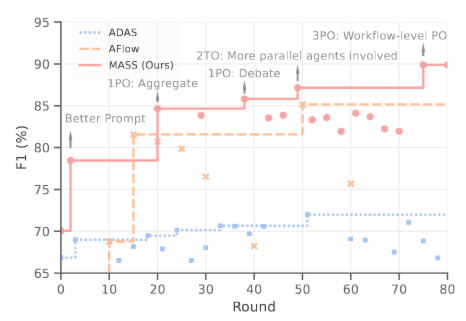 95
90
85
80
75
70
65
F1 (%)
ADAS
AFlow
MASS (Ours)
3PO: Workflow-level PO
2TO: More parallel agents involved
1PO: Debate
1PO: Aggregate
Better Prompt
0
10
20
30
40
50
60
70
80
Round